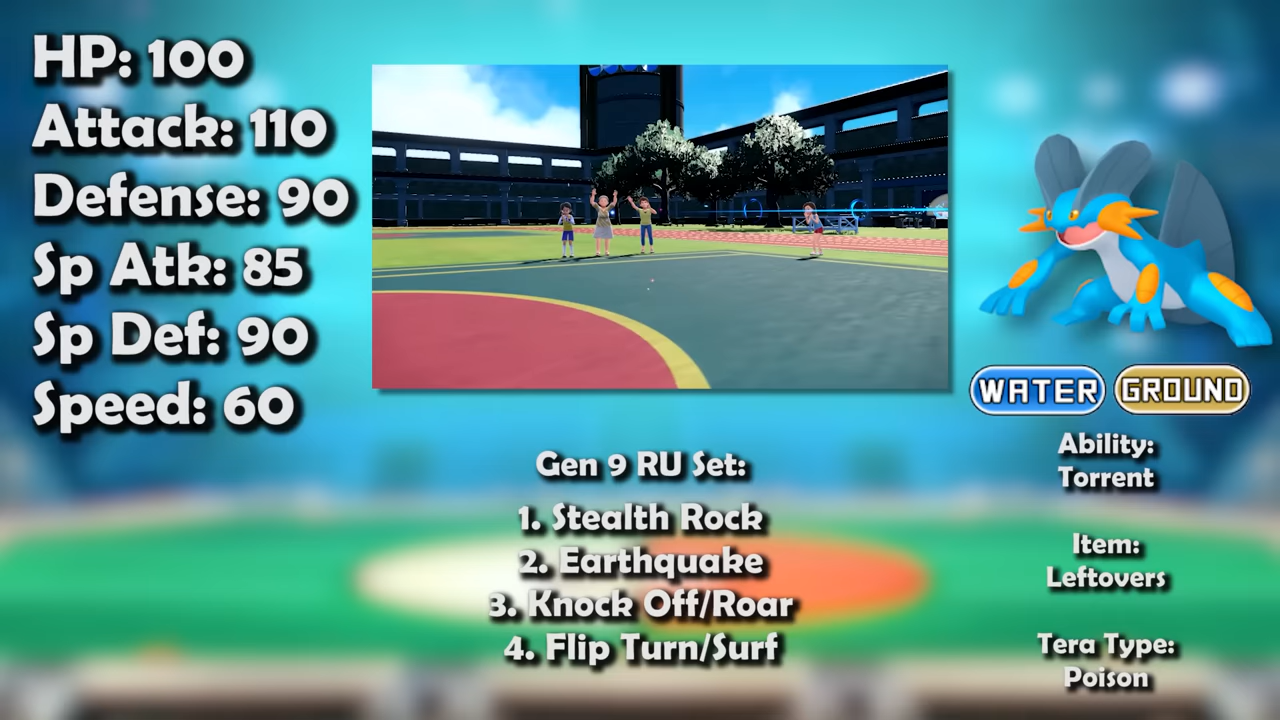 HP: 100
Attack: 110
Defense: 90
Sp Atk: 85
Sp Def: 90
Speed: 60
WATER GROUND
Ability:
Torrent
Item:
Leftovers
Tera Type:
Poison
Gen 9 RU Set:
1. Stealth Rock
2. Earthquake
3. Knock Off/Roar
4. Flip Turn/Surf